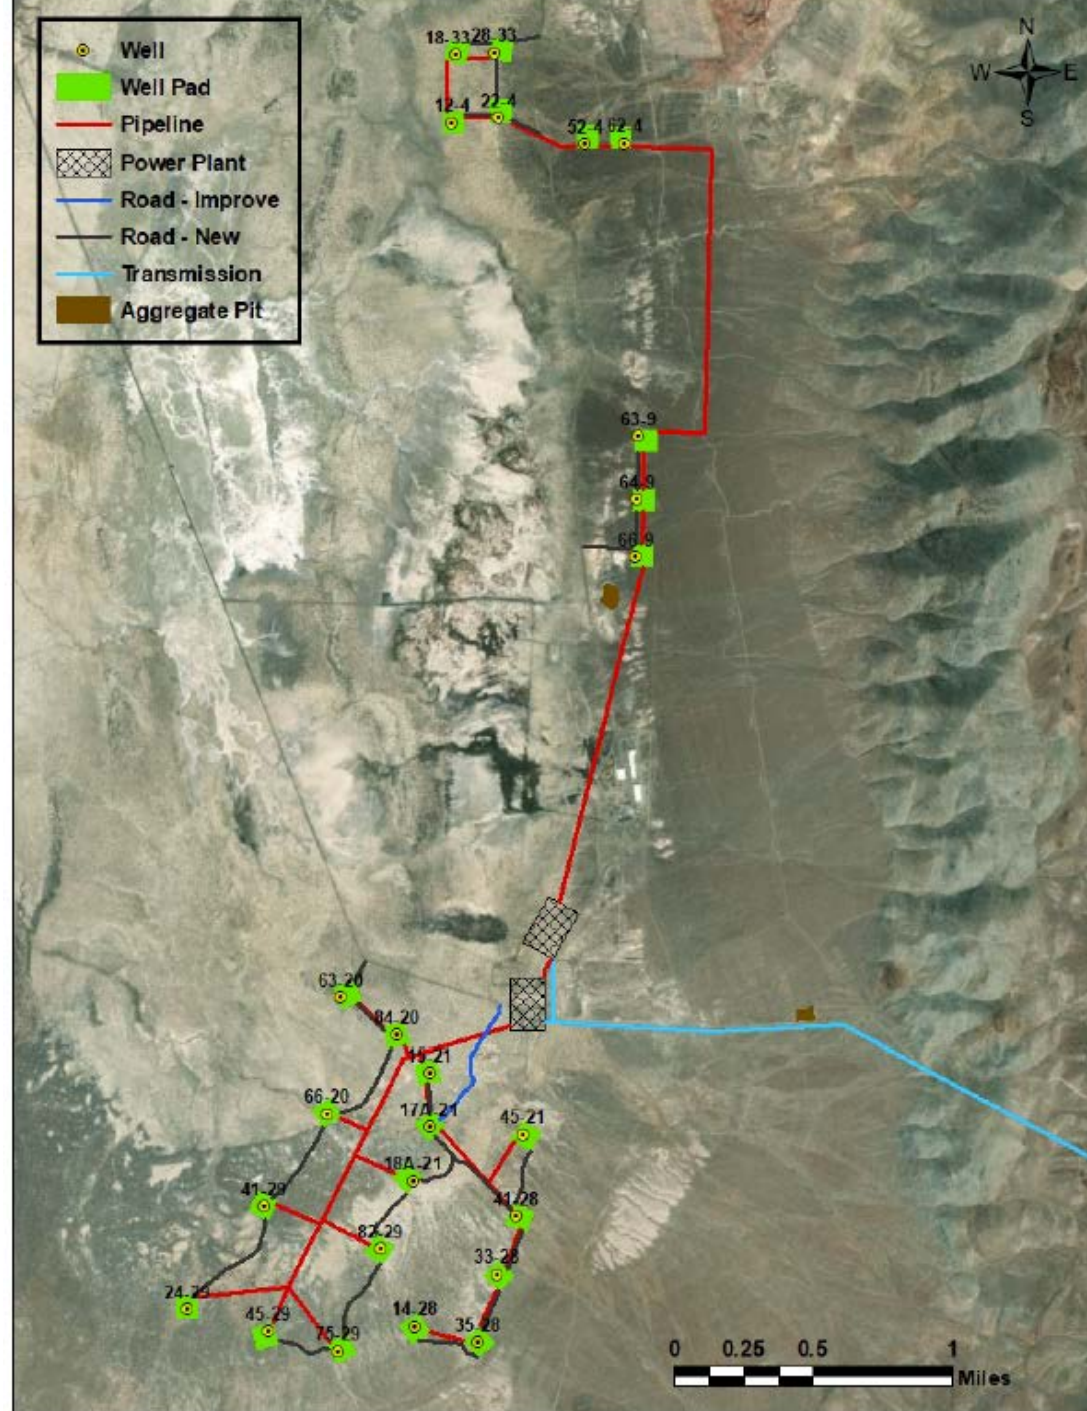 Well
Well Pad
Pipeline
Power Plant
Road - Improve
Road - New
Transmission
Aggregate Pit
N
W E
S
18-33 28-33
12-4 22-4
52-4 62-4
63-9
64-9
66-9
63-20
84-20
15-21
66-20
17A-21
45-21
18A-21
41-29
41-28
82-29
33-28
24-29
45-29
14-28
75-29
35-28
0 0.25 0.5 1
Miles